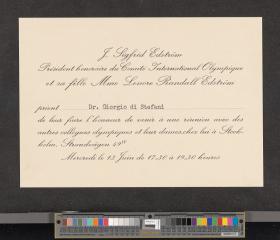 J. Sigfrid Edström
Président honoraire du Comité International Olympique
et sa fille Mme Lenore Randall Edström
prient Dr. Giorgio di Stefani
de leur faire l'honneur de venir à une réunion avec des
autres collègues olympiques et leur dames chez lui à Stock-
holm, Strandvägen
Mercredi le 13 Juin de 17.30 à 19.30 heures